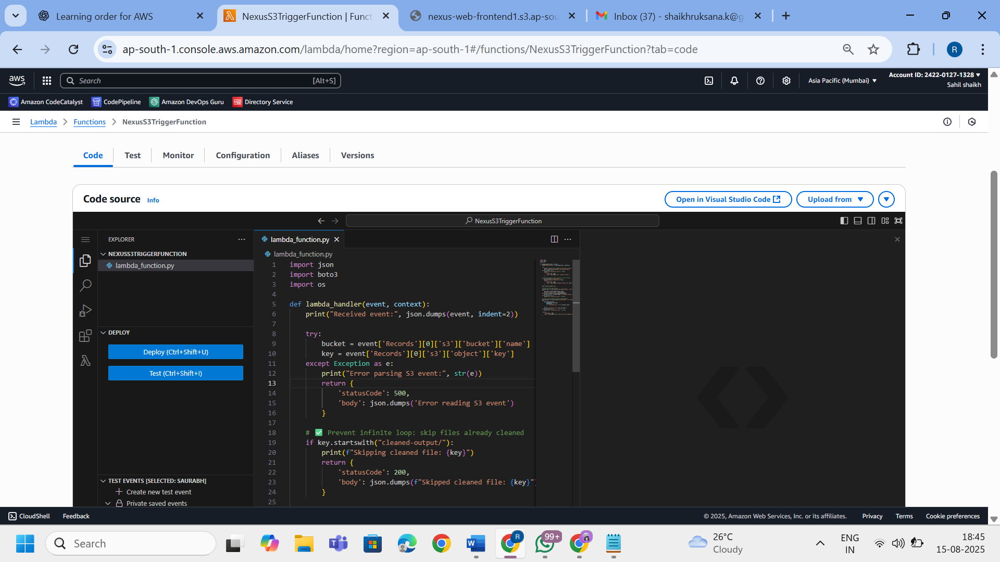 Learning order for AWS
NexusS3TriggerFunction | Funct
nexus-web-frontend1.s3.ap-sou
Inbox (37) - shaikhruksana.k@g
ap-south-1.console.aws.amazon.com/lambda/home?region=ap-south-1#/functions/NexusS3TriggerFunction?tab=code
R
aws
Search
[Alt+S]
Asia Pacific (Mumbai)
Account ID: 2422-0127-1328
Sahil shaikh
Amazon CodeCatalyst
CodePipeline
Amazon DevOps Guru
Directory Service
Lambda
Functions
NexusS3TriggerFunction
Code
Test
Monitor
Configuration
Aliases
Versions
Code source
Info
Open in Visual Studio Code
Upload from
NexusS3TriggerFunction
EXPLORER
NEXUSS3TRIGGERFUNCTION
lambda_function.py
DEPLOY
Deploy (Ctrl+Shift+U)
Test (Ctrl+Shift+I)
TEST EVENTS [SELECTED: SAURABH]
Create new test event
Private saved events
lambda_function.py
lambda_function.py
1 import json
2 import boto3
3 import os
4
5 def lambda_handler(event, context):
6 print("Received event:", json.dumps(event, indent=2))
7
8 try:
9 bucket = event['Records'][0]['s3']['bucket']['name']
10 key = event['Records'][0]['s3']['object']['key']
11 except Exception as e:
12 print("Error parsing S3 event:", str(e))
13 return {
14 'statusCode': 500,
15 'body': json.dumps('Error reading S3 event')
16 }
17
18 # ✅ Prevent infinite loop: skip files already cleaned
19 if key.startswith("cleaned-output/"):
20 print(f"Skipping cleaned file: {key}")
21 return {
22 'statusCode': 200,
23 'body': json.dumps(f"Skipped cleaned file: {key}")
24 }
25
CloudShell
Feedback
© 2025, Amazon Web Services, Inc. or its affiliates.
Privacy
Terms
Cookie preferences
Search
99+
R
26°C
Cloudy
ENG
IN
18:45
15-08-2025